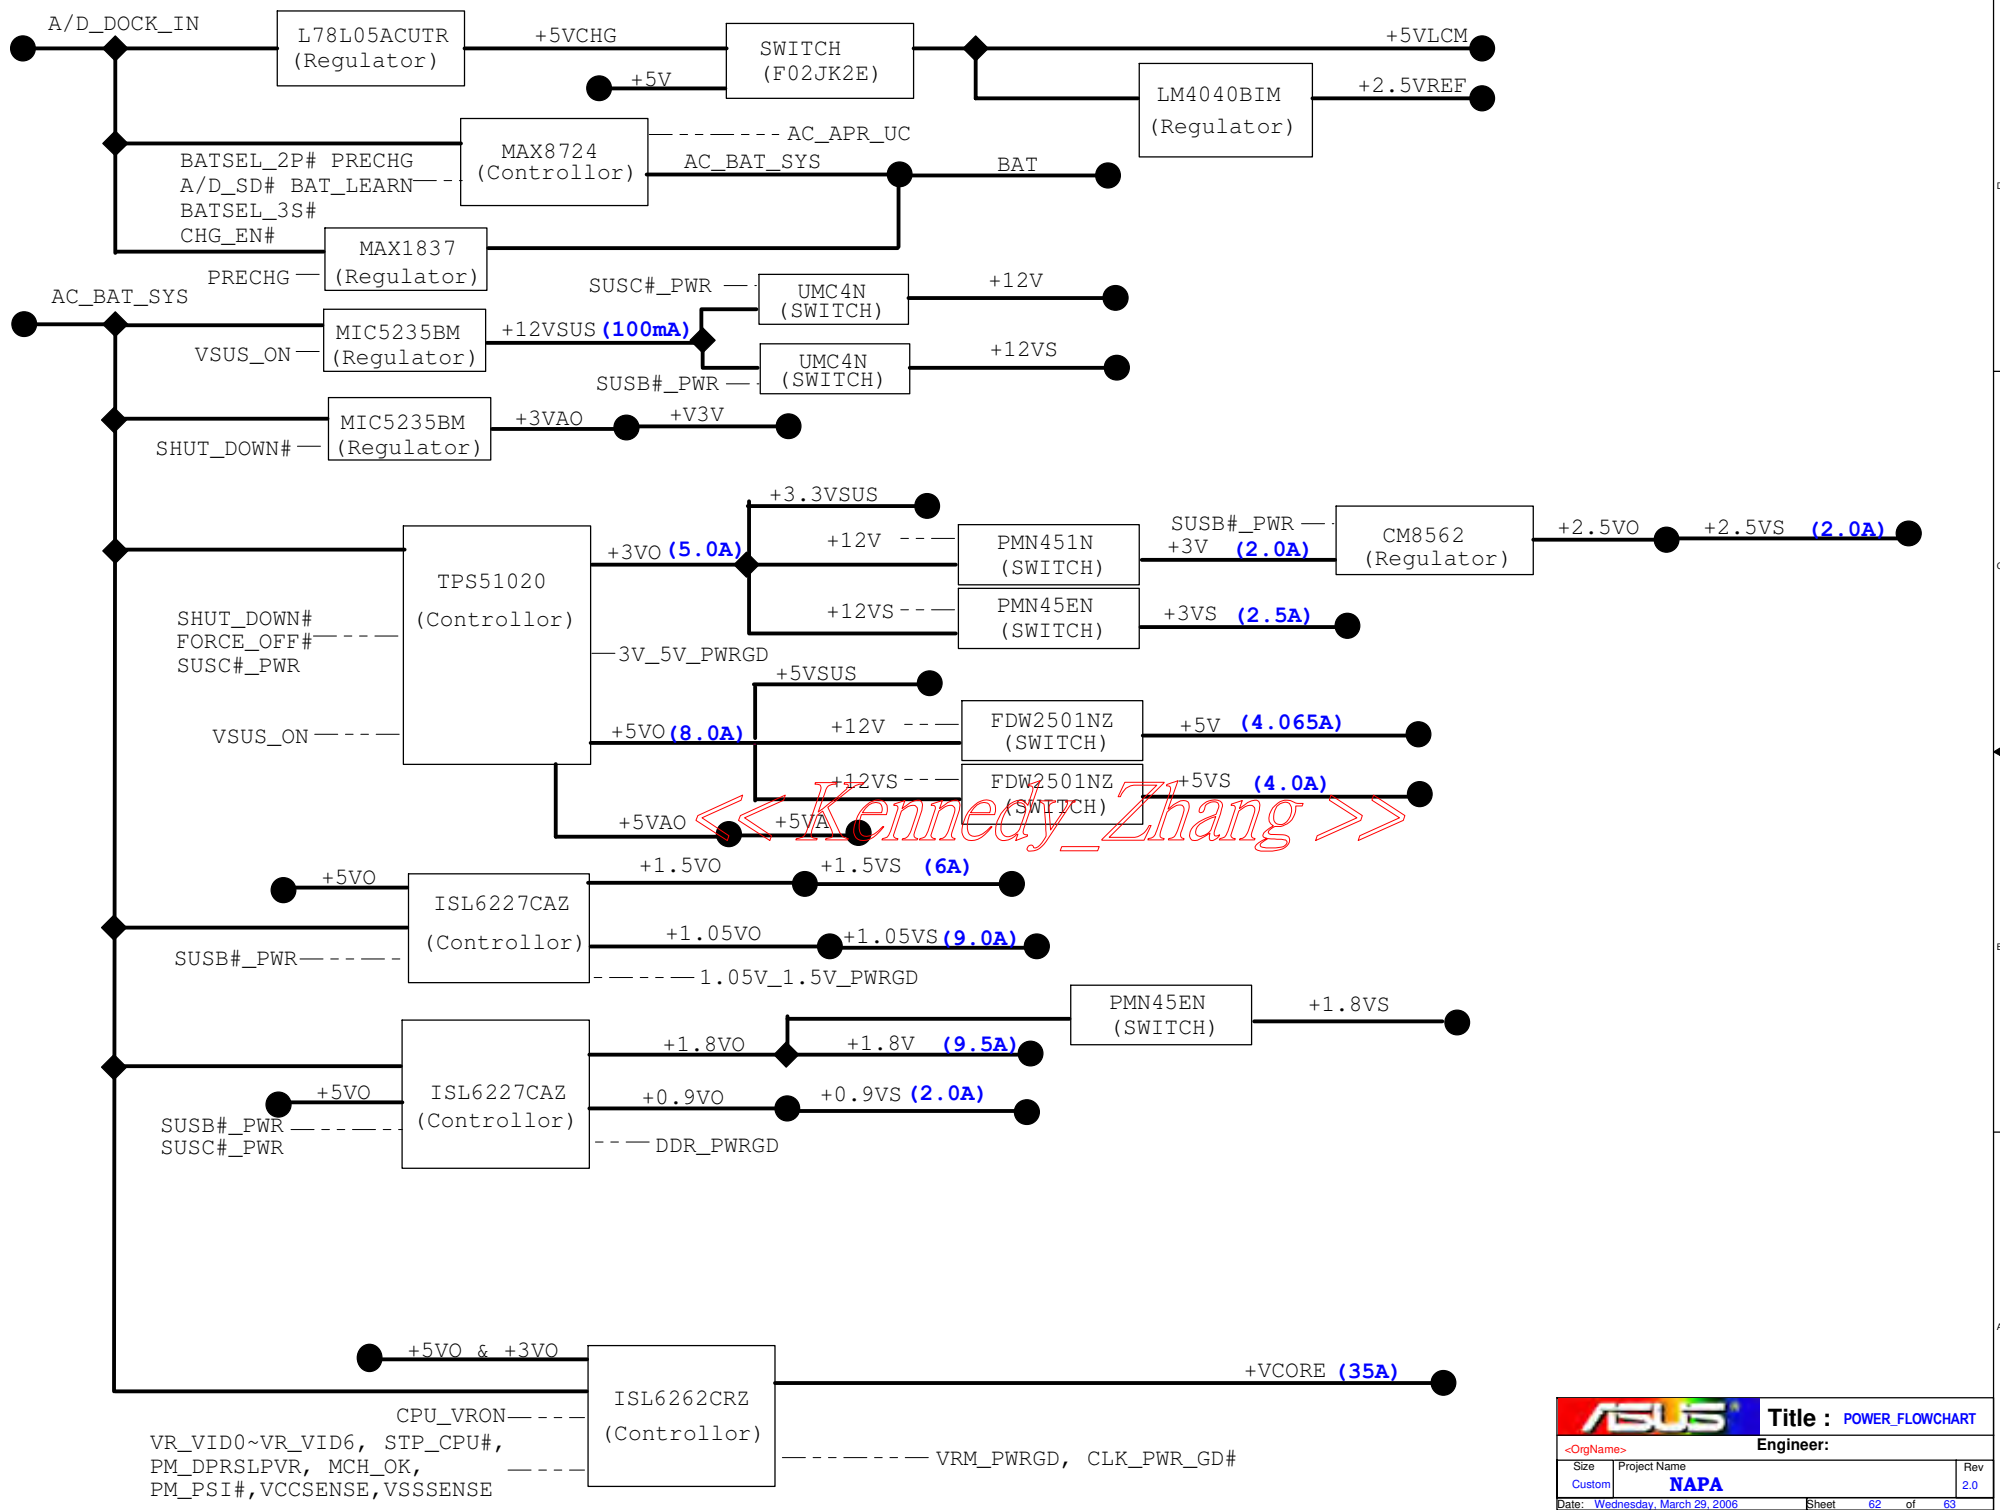 A/D_DOCK_IN
L78L05ACUTR
(Regulator)
+5VCHG
+5V
SWITCH
(F02JK2E)
+5VLCM
LM4040BIM
(Regulator)
+2.5VREF
BATSEL_2P# PRECHG
A/D_SD# BAT_LEARN
BATSEL_3S#
CHG_EN#
MAX8724
(Controllor)
AC_APR_UC
AC_BAT_SYS
BAT
PRECHG
MAX1837
(Regulator)
AC_BAT_SYS
VSUS_ON
MIC5235BM
(Regulator)
+12VSUS (100mA)
SUSC#_PWR
UMC4N
(SWITCH)
+12V
SUSB#_PWR
UMC4N
(SWITCH)
+12VS
SHUT_DOWN#
MIC5235BM
(Regulator)
+3VAO
+V3V
SHUT_DOWN#
FORCE_OFF#
SUSC#_PWR
VSUS_ON
TPS51020
(Controllor)
+3VO (5.0A)
+3.3VSUS
+12V
PMN451N
(SWITCH)
+3V (2.0A)
SUSB#_PWR
CM8562
(Regulator)
+2.5VO
+2.5VS (2.0A)
+12VS
PMN45EN
(SWITCH)
+3VS (2.5A)
3V_5V_PWRGD
+5VSUS
+5VO (8.0A)
+12V
FDW2501NZ
(SWITCH)
+5V (4.065A)
+12VS
FDW2501NZ
(SWITCH)
+5VS (4.0A)
+5VAO
+5VA
<< Kennedy_Zhang >>
+5VO
SUSB#_PWR
ISL6227CAZ
(Controllor)
+1.5VO
+1.5VS (6A)
+1.05VO
+1.05VS (9.0A)
1.05V_1.5V_PWRGD
+5VO
SUSB#_PWR
SUSC#_PWR
ISL6227CAZ
(Controllor)
+1.8VO
+1.8V (9.5A)
PMN45EN
(SWITCH)
+1.8VS
+0.9VO
+0.9VS (2.0A)
DDR_PWRGD
+5VO & +3VO
CPU_VRON
VR_VID0~VR_VID6, STP_CPU#,
PM_DPRSLPVR, MCH_OK,
PM_PSI#,VCCSENSE,VSSSENSE
ISL6262CRZ
(Controllor)
+VCORE (35A)
VRM_PWRGD, CLK_PWR_GD#
D
C
B
A
ASUS
Title : POWER_FLOWCHART
<OrgName>
Engineer:
Size Project Name Rev
Custom NAPA 2.0
Date: Wednesday, March 29, 2006 Sheet 62 of 63